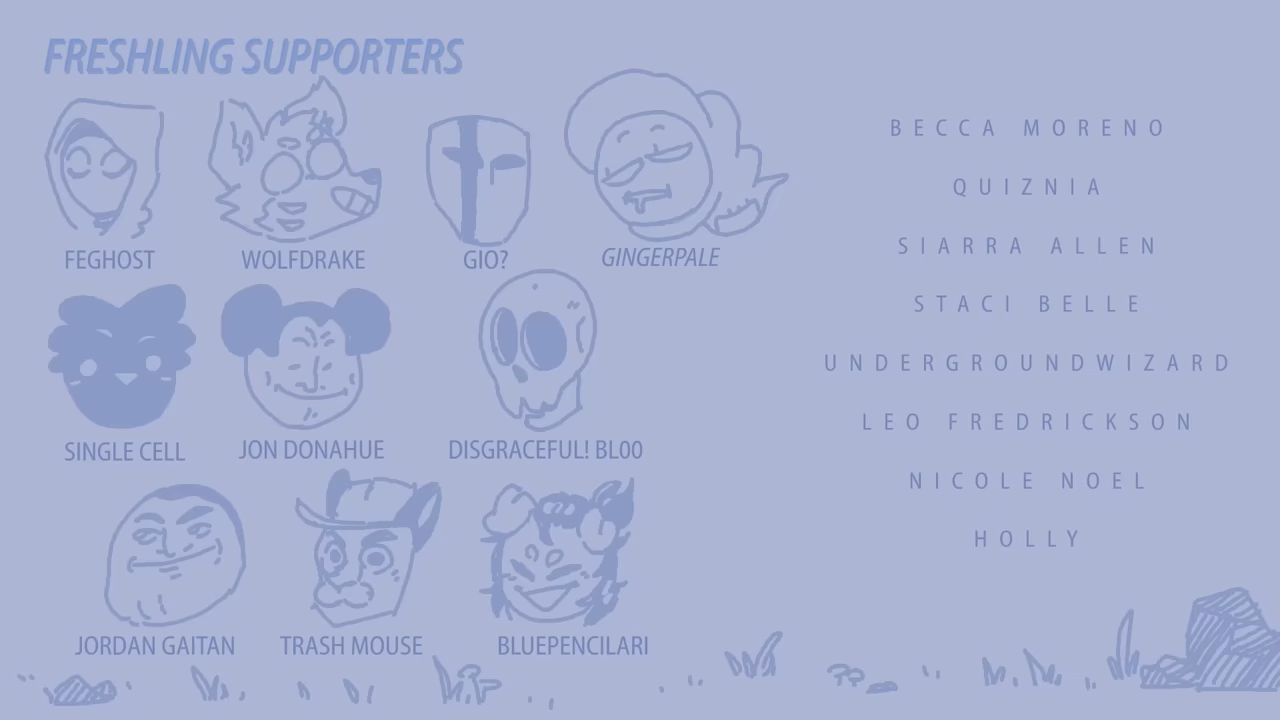 FRESHLING SUPPORTERS
FEGHOST
WOLFDRAKE
GIO?
GINGERPALE
SINGLE CELL
JON DONAHUE
DISGRACEFUL! BL00
JORDAN GAITAN
TRASH MOUSE
BLUEPENCILARI
BECCA MORENO
QUIZNIA
SIARRA ALLEN
STACI BELLE
UNDERGROUNDWIZARD
LEO FREDRICKSON
NICOLE NOEL
HOLLY